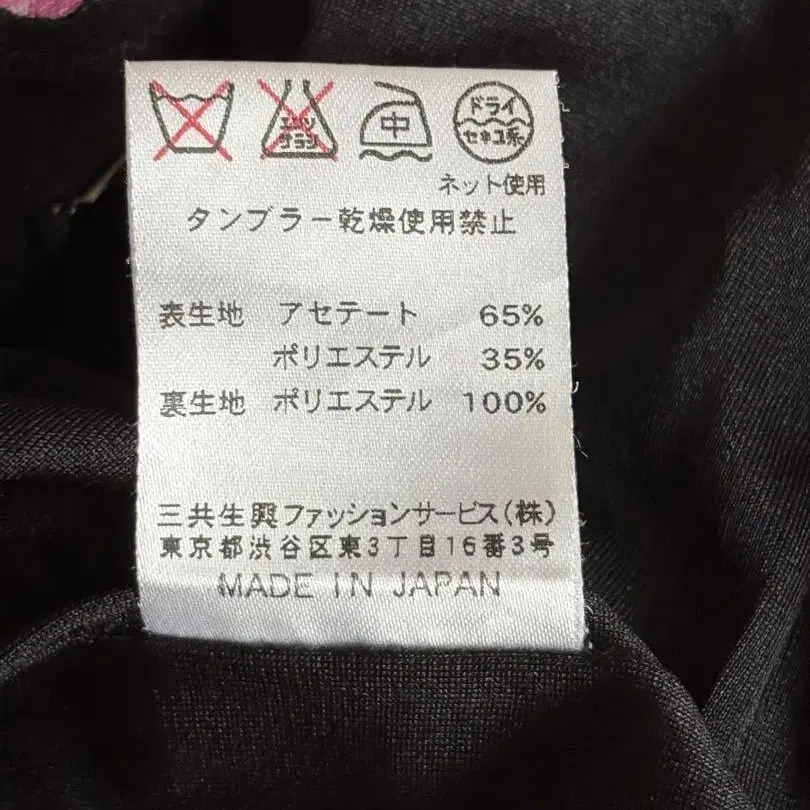 エンソ
サラシ
中
ドライ
セキユ系
ネット使用
タンブラー乾燥使用禁止
表生地 アセテート 65%
ポリエステル 35%
裏生地 ポリエステル 100%
三共生興ファッションサービス(株)
東京都渋谷区東3丁目16番3号
MADE IN JAPAN